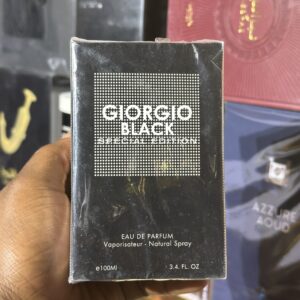 GIORGIO
BLACK
SPECIAL EDITION
EAU DE PARFUM
Vaporisateur - Natural Spray
e100Ml
3.4. FL. OZ
AZZURE
AOUD